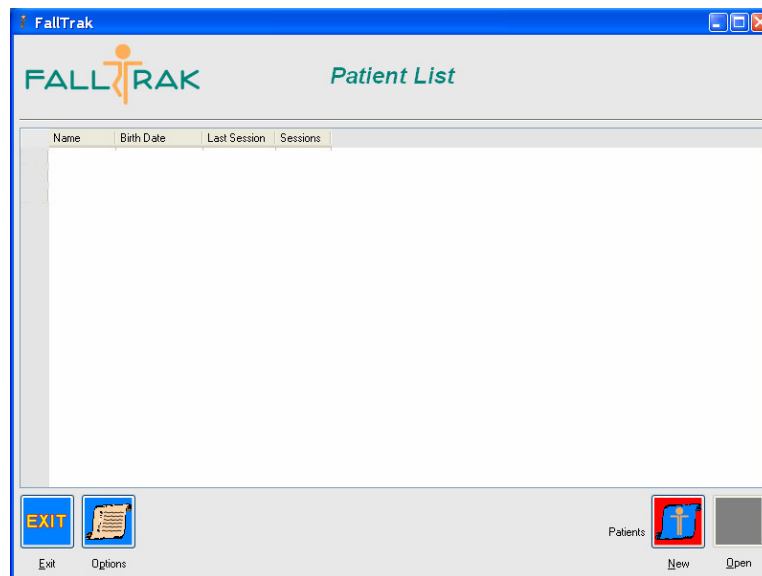 FallTrak
FALLTRAK Patient List
Name Birth Date Last Session Sessions
EXIT
Patients
Exit Options New Open